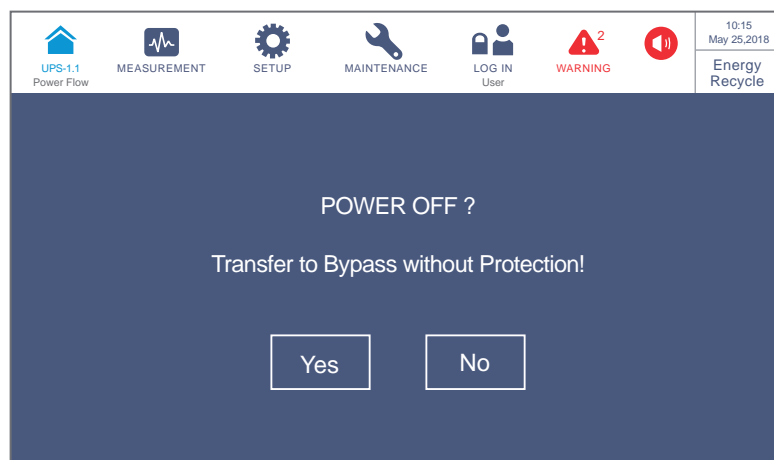 UPS-1.1
Power Flow
MEASUREMENT
SETUP
MAINTENANCE
LOG IN
User
2
WARNING
10:15
May 25,2018
Energy
Recycle
POWER OFF ?
Transfer to Bypass without Protection!
Yes
No